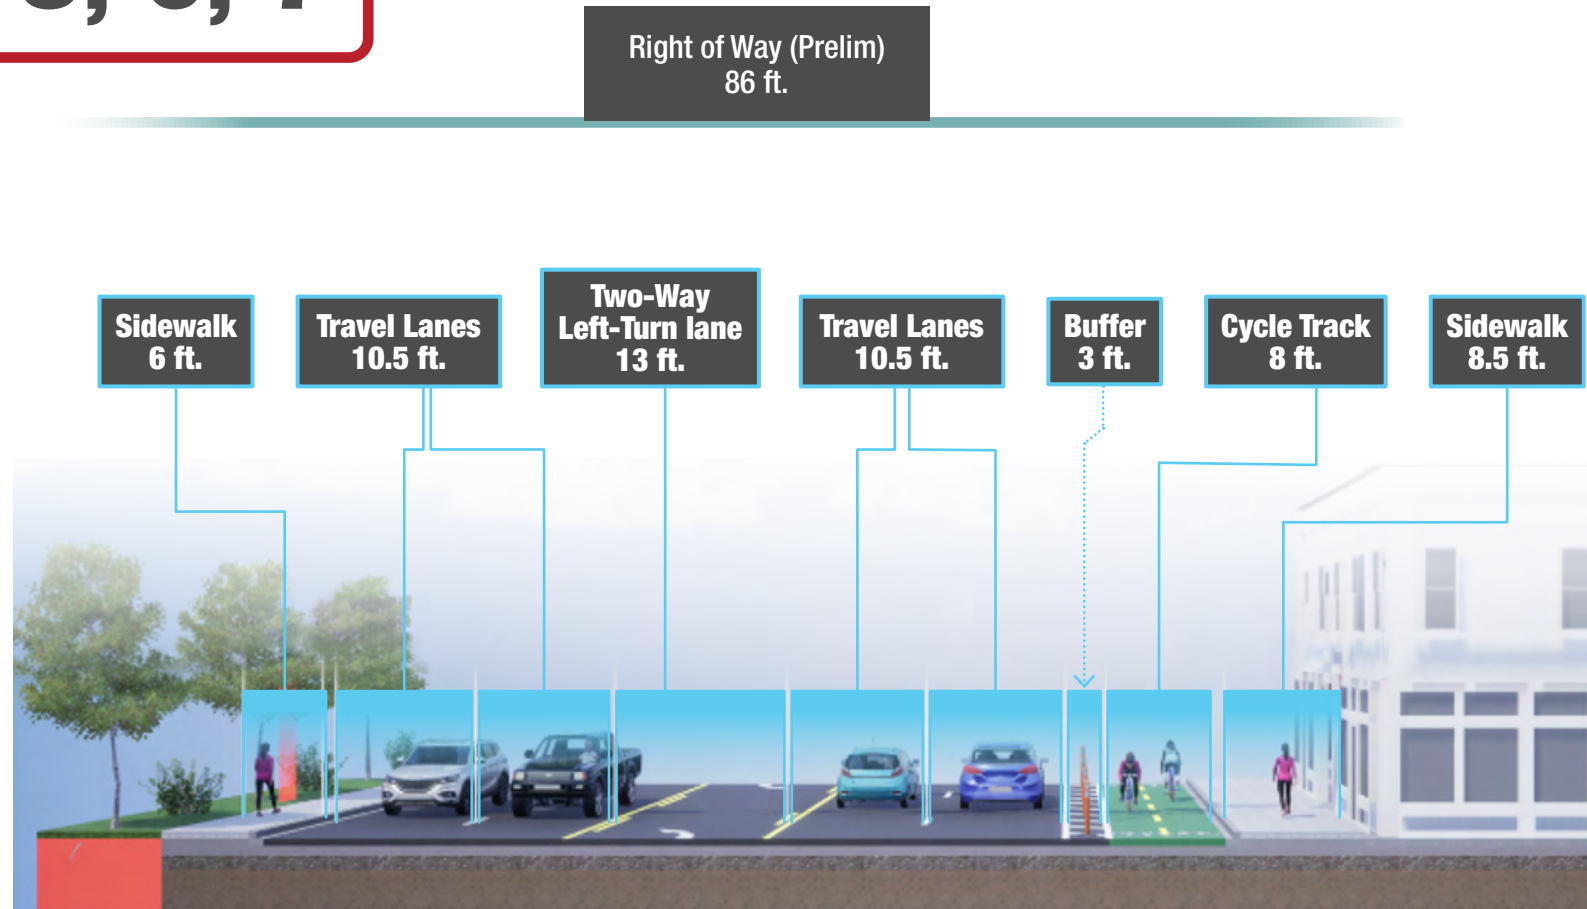 Right of Way (Prelim)
86 ft.
Sidewalk
6 ft.
Travel Lanes
10.5 ft.
Two-Way
Left-Turn lane
13 ft.
Travel Lanes
10.5 ft.
Buffer
3 ft.
Cycle Track
8 ft.
Sidewalk
8.5 ft.